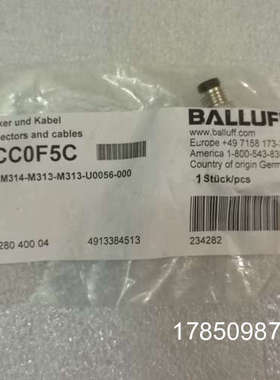 ker und Kabel
ectors and cables
CC0F5C
M314-M313-M313-U0056-000
280 400 04 4913384513
BALLUFF
www.balluff.com
Europe +49 7158 173-
America 1-800-543-83
Country of origin Germ
1 Stück/pcs
234282
17850987